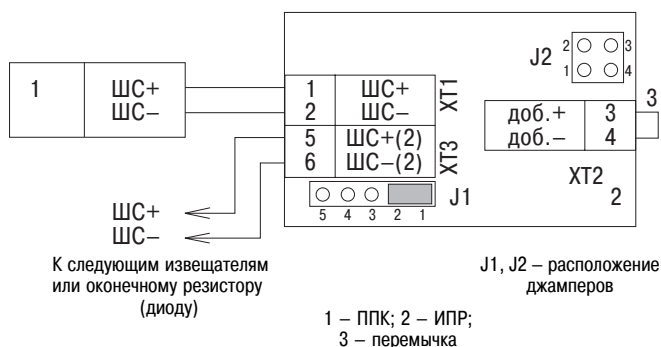 1 ШС+
ШС–
1 ШС+
2 ШС–
XT1
5 ШС+(2)
6 ШС–(2)
XT3
J2
2 3
1 4
доб.+ 3
доб.– 4
3
XT2
2
J1
5 4 3 2 1
ШС+
ШС–
К следующим извещателям
или оконечному резистору
(диоду)
J1, J2 – расположение
джамперов
1 – ППК; 2 – ИПР;
3 – перемычка